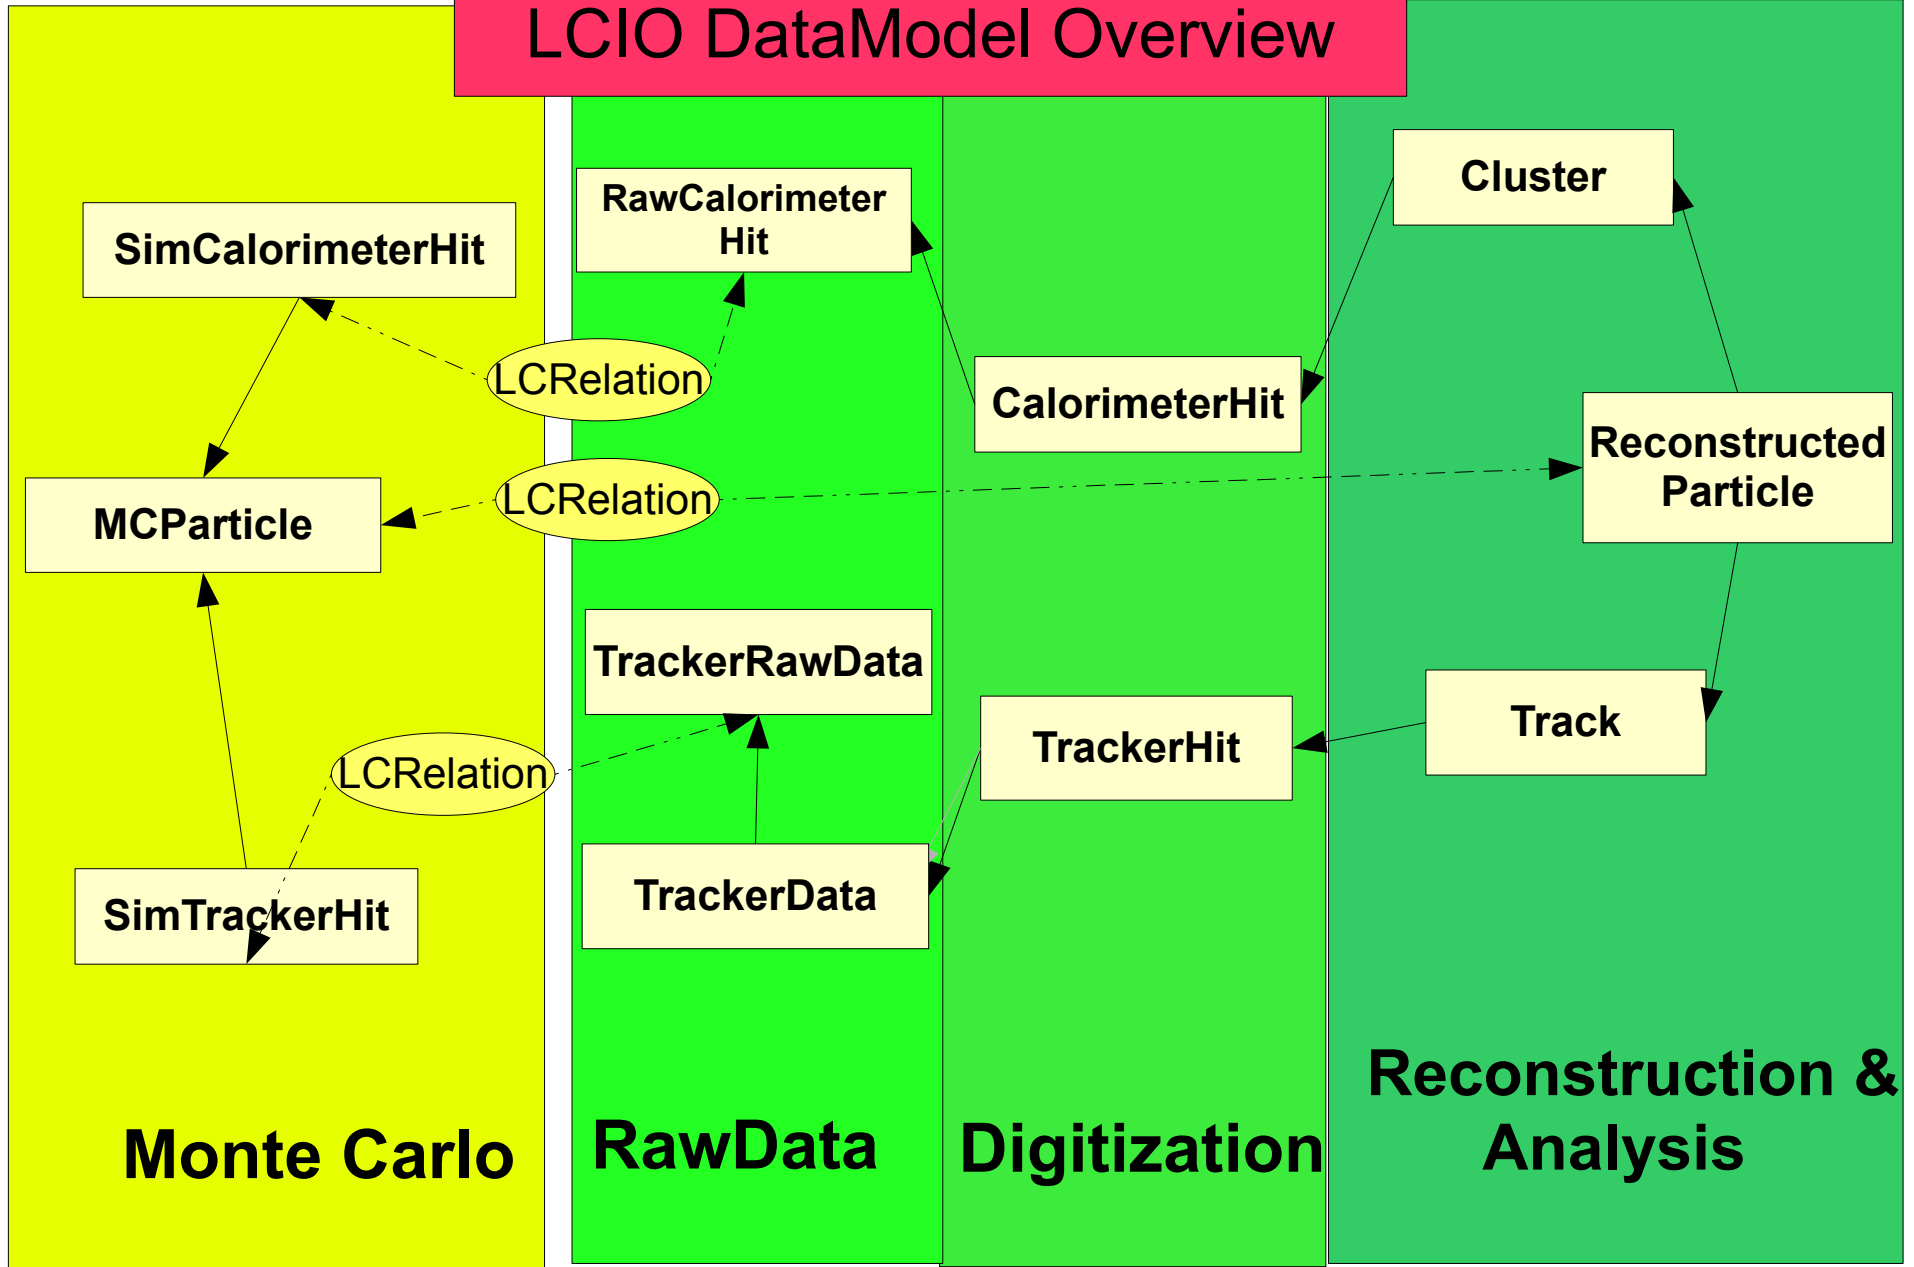 LCIO DataModel Overview
SimCalorimeterHit
MCParticle
SimTrackerHit
Monte Carlo
LCRelation
LCRelation
LCRelation
RawCalorimeter
Hit
TrackerRawData
TrackerData
RawData
CalorimeterHit
TrackerHit
Digitization
Cluster
Reconstructed
Particle
Track
Reconstruction &
Analysis